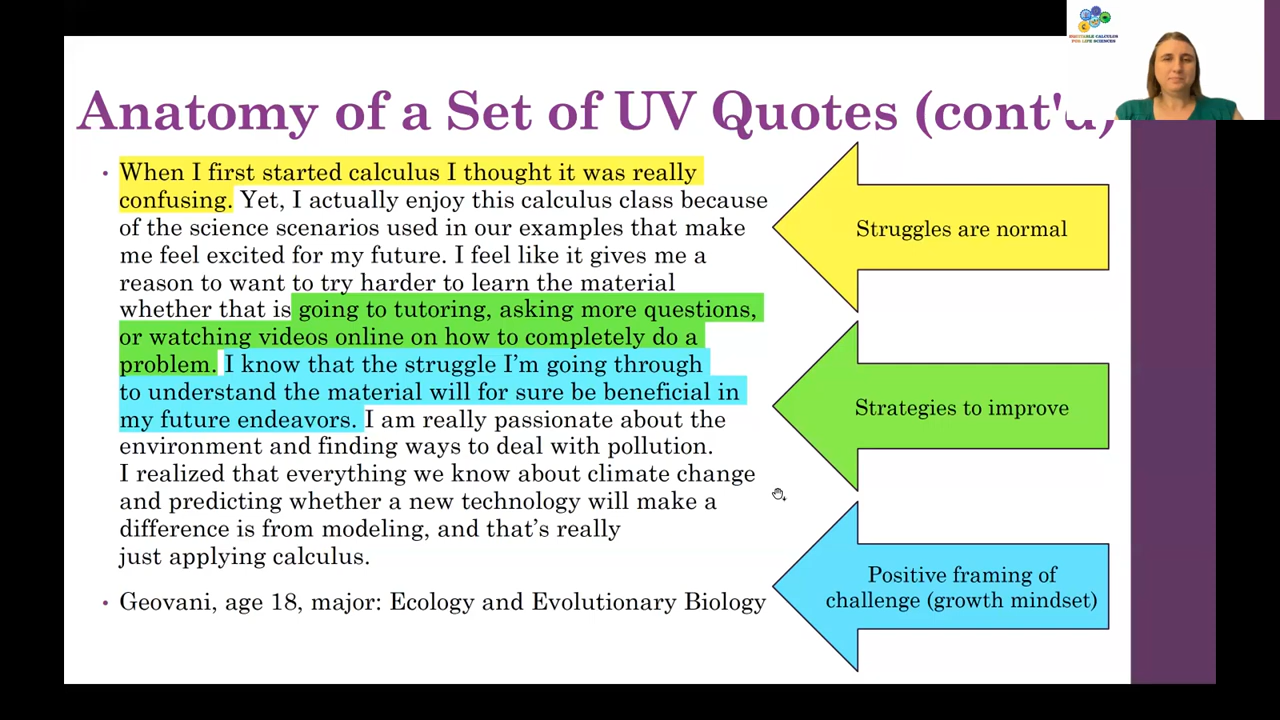 EQUITABLE CALCULUS
FOR LIFE SCIENCES
Anatomy of a Set of UV Quotes (cont'd)
• When I first started calculus I thought it was really
confusing. Yet, I actually enjoy this calculus class because
of the science scenarios used in our examples that make
me feel excited for my future. I feel like it gives me a
reason to want to try harder to learn the material
whether that is going to tutoring, asking more questions,
or watching videos online on how to completely do a
problem. I know that the struggle I’m going through
to understand the material will for sure be beneficial in
my future endeavors. I am really passionate about the
environment and finding ways to deal with pollution.
I realized that everything we know about climate change
and predicting whether a new technology will make a
difference is from modeling, and that’s really
just applying calculus.
• Geovani, age 18, major: Ecology and Evolutionary Biology
Struggles are normal
Strategies to improve
Positive framing of
challenge (growth mindset)